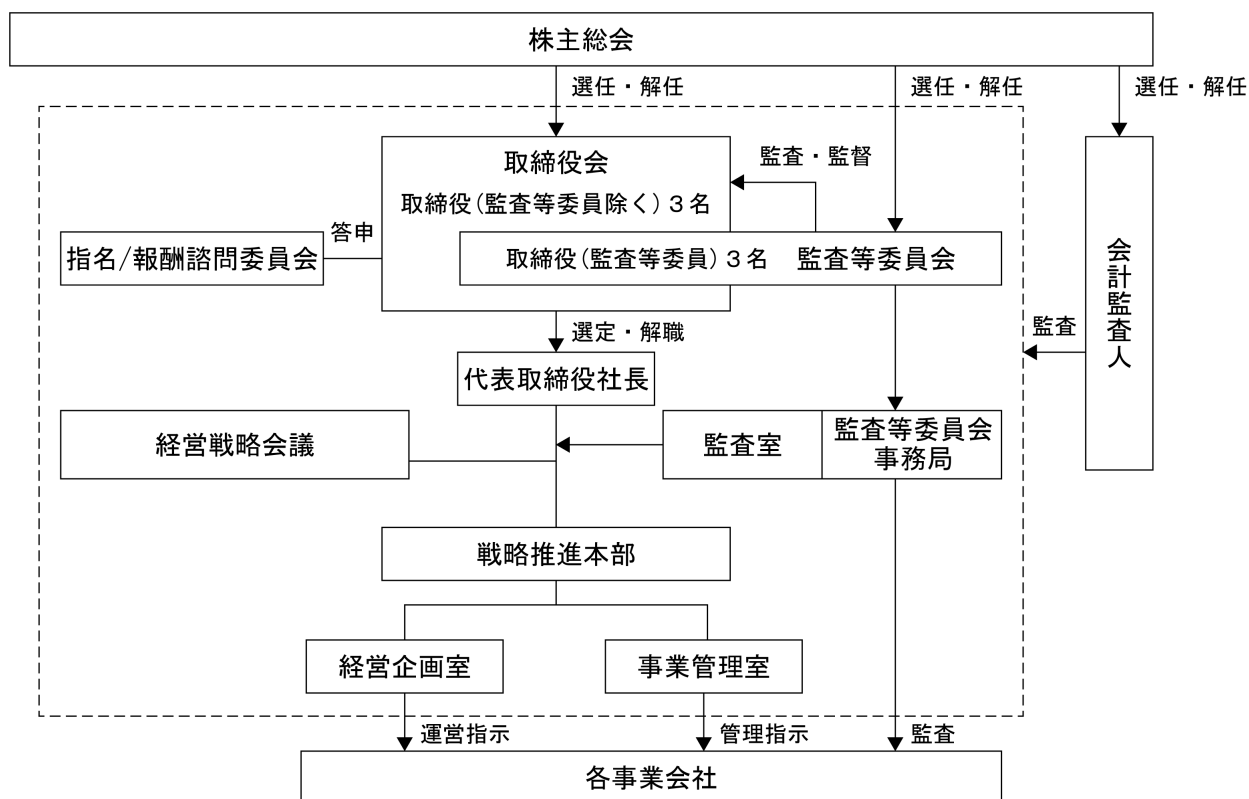 株主総会
選任・解任
選任・解任
選任・解任
取締役会
監査・監督
取締役(監査等委員除く)3名
答申
指名/報酬諮問委員会
取締役(監査等委員)3名 監査等委員会
会計監査人
監査
選定・解職
代表取締役社長
経営戦略会議
監査室
監査等委員会
事務局
戦略推進本部
経営企画室
事業管理室
運営指示
管理指示
監査
各事業会社